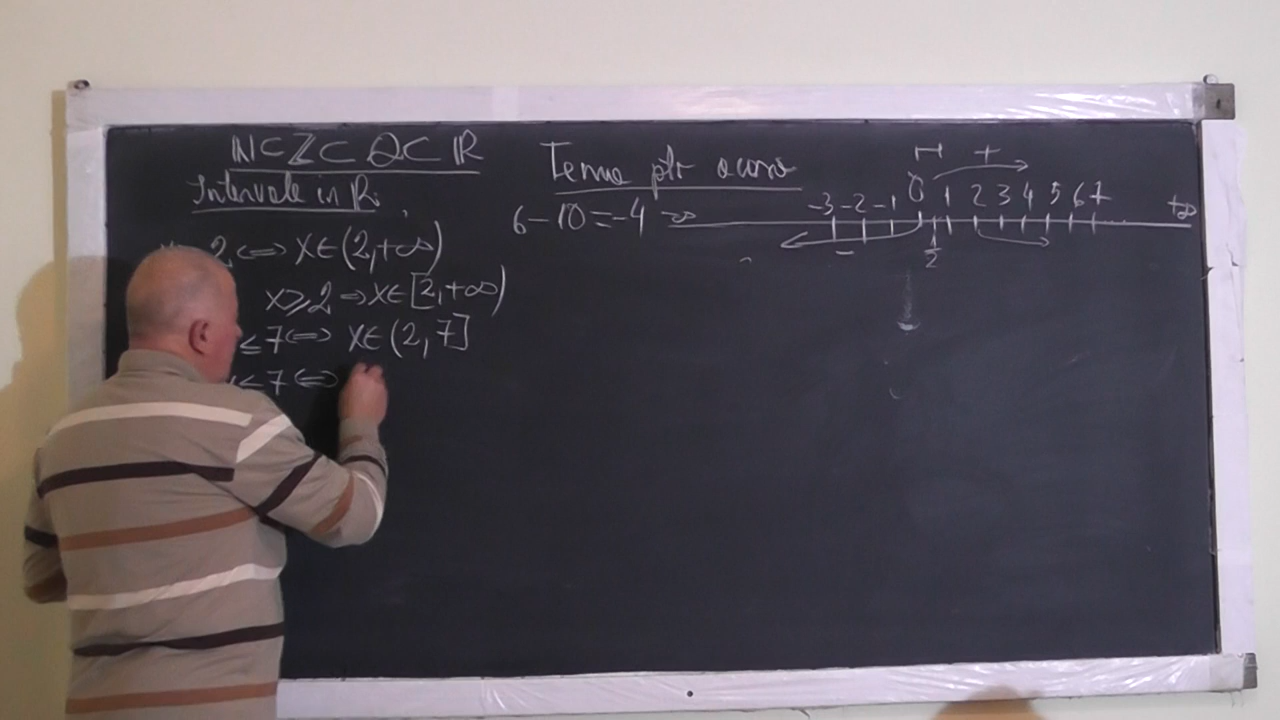 N⊂Z⊂Q⊂R
Intervale in R:
2 ⇔ x∈(2,+∞)
x≥2 ⇒ x∈[2,+∞)
≤7 ⇔ x∈(2,7]
≤7 ⇔
Teme ptr acasa
6-10=-4
-∞ -3 -2 -1 0 1 2 3 4 5 6 7 +∞
+
-
1/2